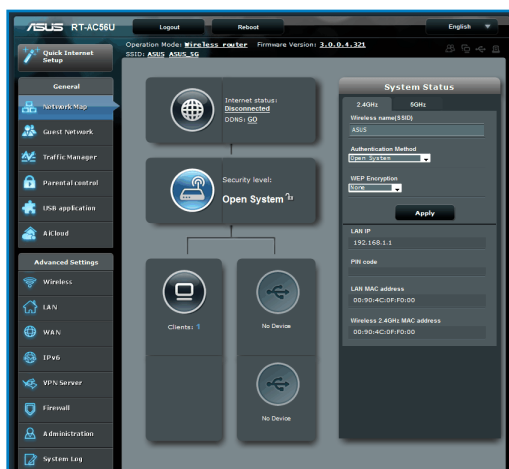 ASUS RT-AC56U
Logout
Reboot
English
Quick Internet
Setup
Operation Mode: Wireless router Firmware Version: 3.0.0.4.321
SSID: ASUS ASUS_5G
General
Network Map
Guest Network
Traffic Manager
Parental control
USB application
AiCloud
Advanced Settings
Wireless
LAN
WAN
IPv6
VPN Server
Firewall
Administration
System Log
Internet status:
Disconnected
DDNS: GO
Security level:
Open System
Clients: 1
No Device
No Device
System Status
2.4GHz
5GHz
Wireless name(SSID)
ASUS
Authentication Method
Open System
WEP Encryption
None
Apply
LAN IP
192.168.1.1
PIN code
LAN MAC address
00:90:4C:0F:F0:00
Wireless 2.4GHz MAC address
00:90:4C:0F:F0:00